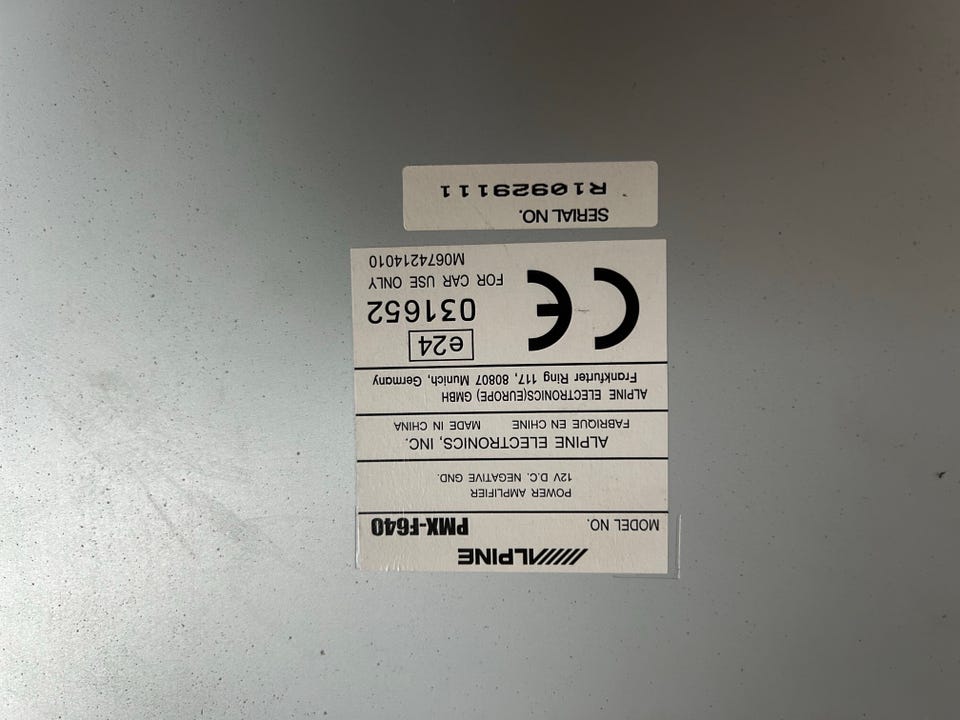 ALPINE
MODEL NO. PMX-F640
POWER AMPLIFIER
12V D.C. NEGATIVE GND.
ALPINE ELECTRONICS, INC.
FABRIQUE EN CHINE MADE IN CHINA
ALPINE ELECTRONICS(EUROPE) GMBH
Frankfurter Ring 117, 80807 Munich, Germany
CE e24
031652
FOR CAR USE ONLY
M0674214010
SERIAL NO.
R10929111